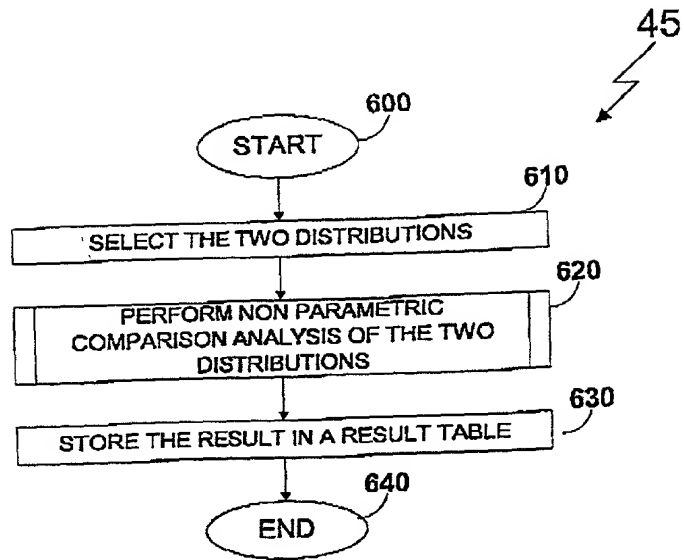 45
600
START
610
SELECT THE TWO DISTRIBUTIONS
620
PERFORM NON PARAMETRIC
COMPARISON ANALYSIS OF THE TWO
DISTRIBUTIONS
630
STORE THE RESULT IN A RESULT TABLE
640
END